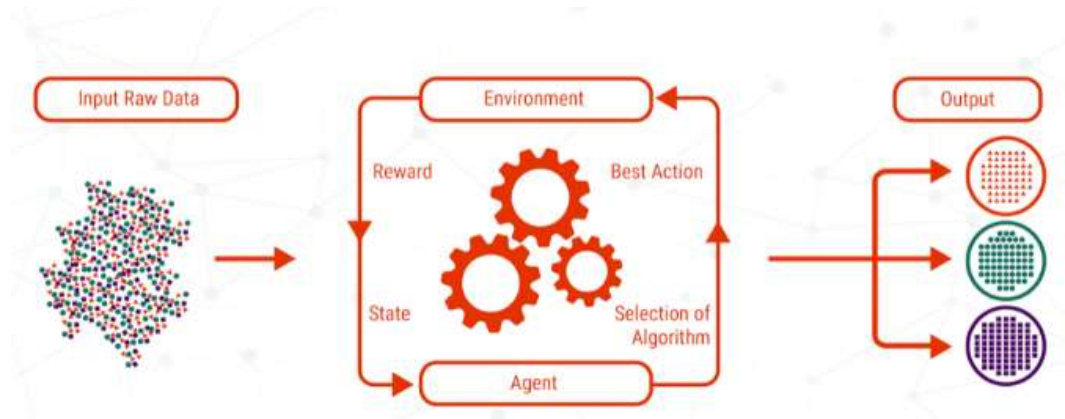 Input Raw Data
Environment
Output
Reward
Best Action
State
Selection of
Algorithm
Agent